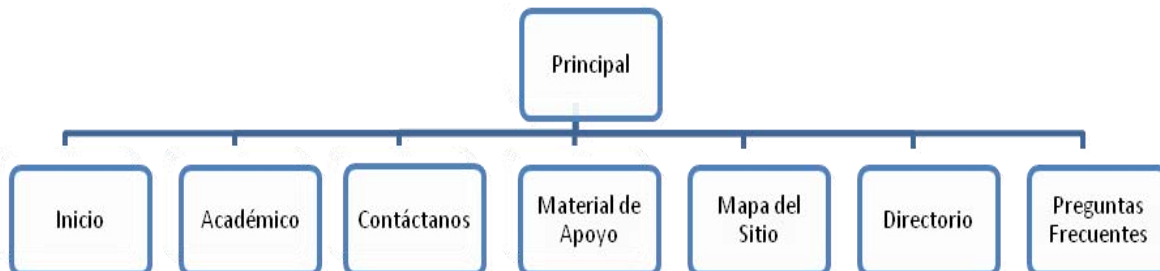 Principal
Inicio
Académico
Contáctanos
Material de
Apoyo
Mapa del
Sitio
Directorio
Preguntas
Frecuentes